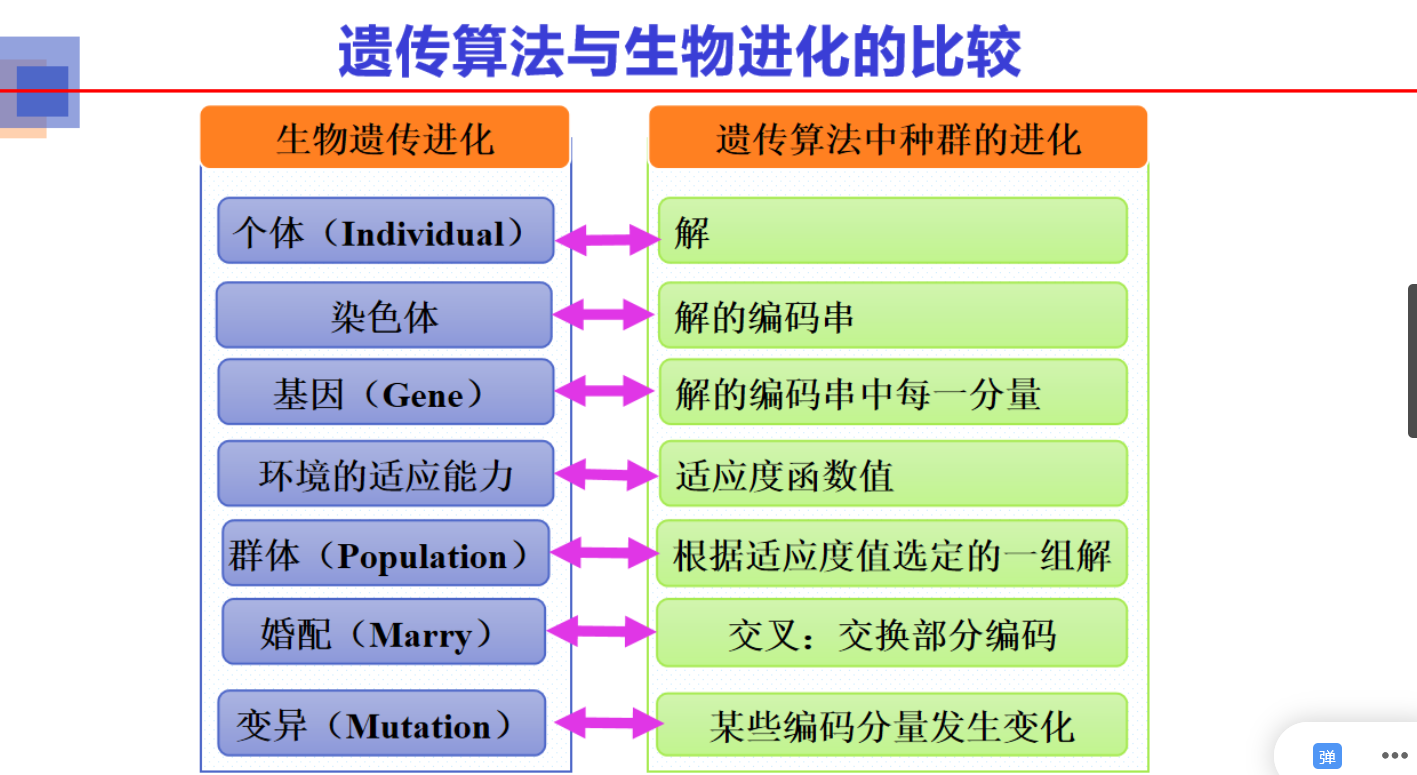 遗传算法与生物进化的比较
生物遗传进化
遗传算法中种群的进化
个体（Individual）
解
染色体
解的编码串
基因（Gene）
解的编码串中每一分量
环境的适应能力
适应度函数值
群体（Population）
根据适应度值选定的一组解
婚配（Marry）
交叉：交换部分编码
变异（Mutation）
某些编码分量发生变化
弹